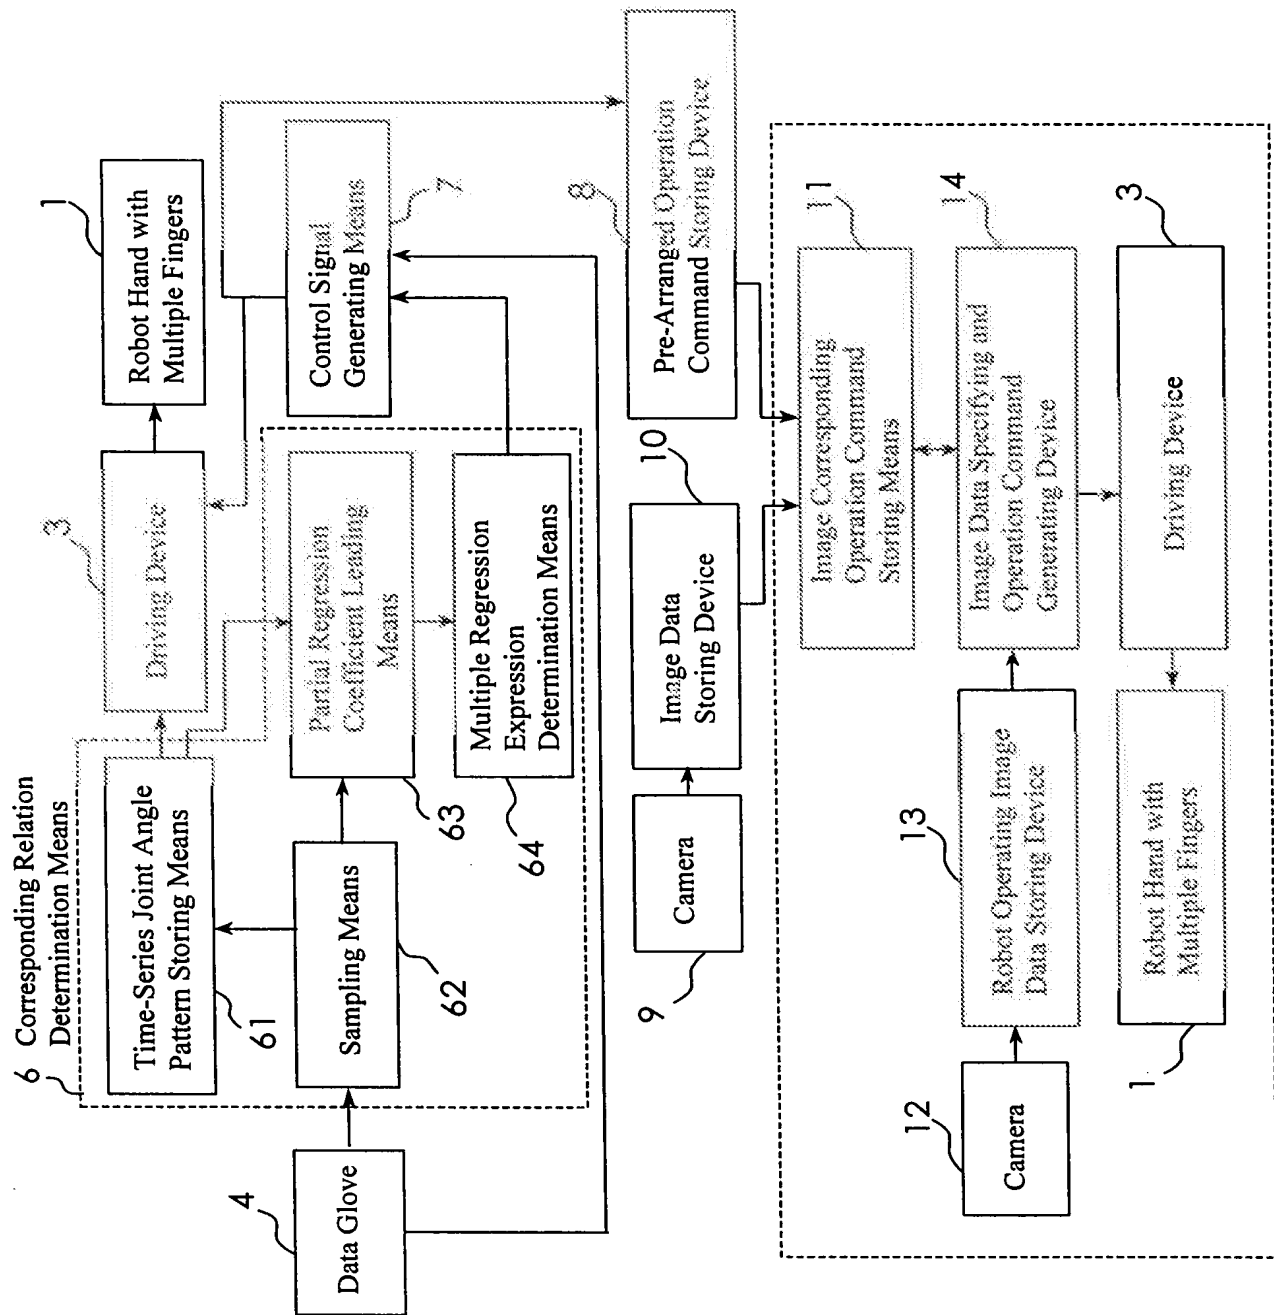 6 Corresponding Relation
Determination Means
Time-Series Joint Angle
Pattern Storing Means
61
3
Driving Device
1
Robot Hand with
Multiple Fingers
4
Data Glove
Sampling Means
62
Partial Regression
Coefficient Leading
Means
63
Multiple Regression
Expression
Determination Means
64
Control Signal
Generating Means
7
Pre-Arranged Operation
Command Storing Device
8
9
Camera
10
Image Data
Storing Device
11
Image Corresponding
Operation Command
Storing Means
12
Camera
13
Robot Operating Image
Data Storing Device
14
Image Data Specifying and
Operation Command
Generating Device
3
Driving Device
1
Robot Hand with
Multiple Fingers